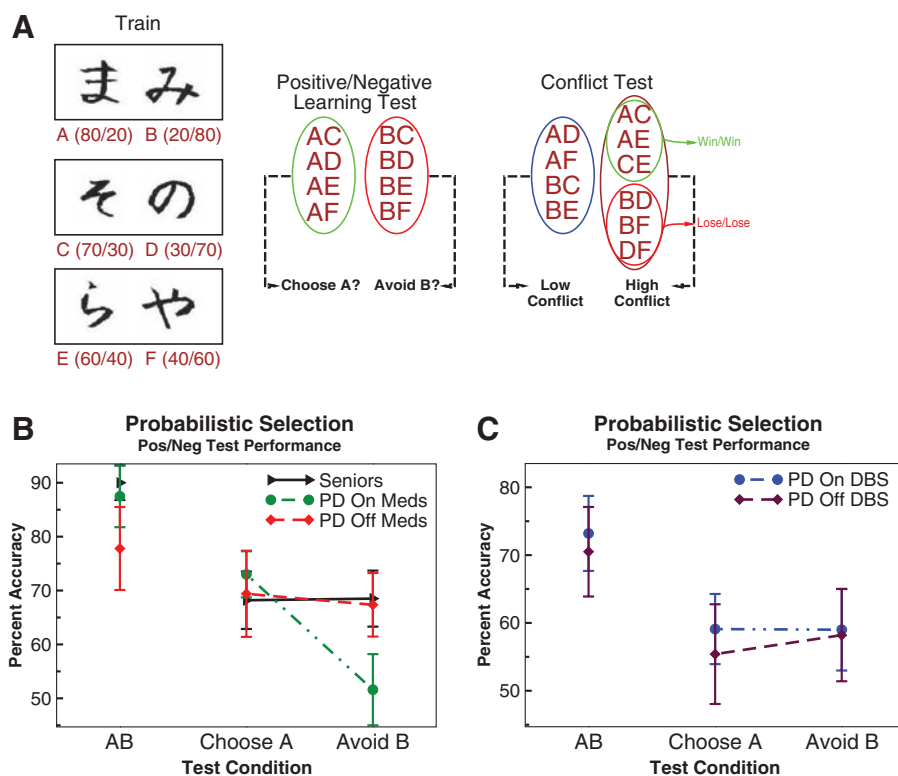 A
Train
ま み
A (80/20) B (20/80)
そ の
C (70/30) D (30/70)
ら や
E (60/40) F (40/60)
Positive/Negative
Learning Test
AC
AD
AE
AF
BC
BD
BE
BF
Choose A?
Avoid B?
Conflict Test
AD
AF
BC
BE
AC
AE
CE
Win/Win
BD
BF
DF
Lose/Lose
Low
Conflict
High
Conflict
B
Probabilistic Selection
Pos/Neg Test Performance
Seniors
PD On Meds
PD Off Meds
Percent Accuracy
90
80
70
60
50
AB
Choose A
Avoid B
Test Condition
C
Probabilistic Selection
Pos/Neg Test Performance
PD On DBS
PD Off DBS
Percent Accuracy
80
70
60
50
AB
Choose A
Avoid B
Test Condition